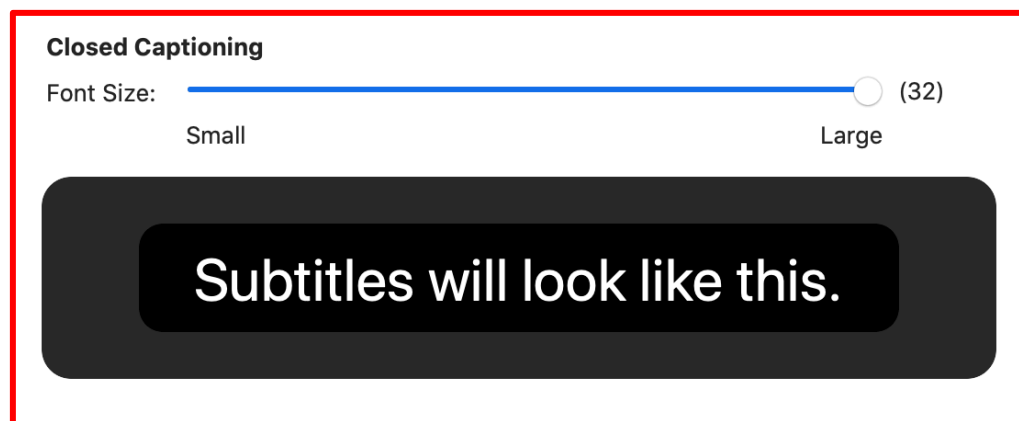 Closed Captioning
Font Size: (32)
Small Large
Subtitles will look like this.